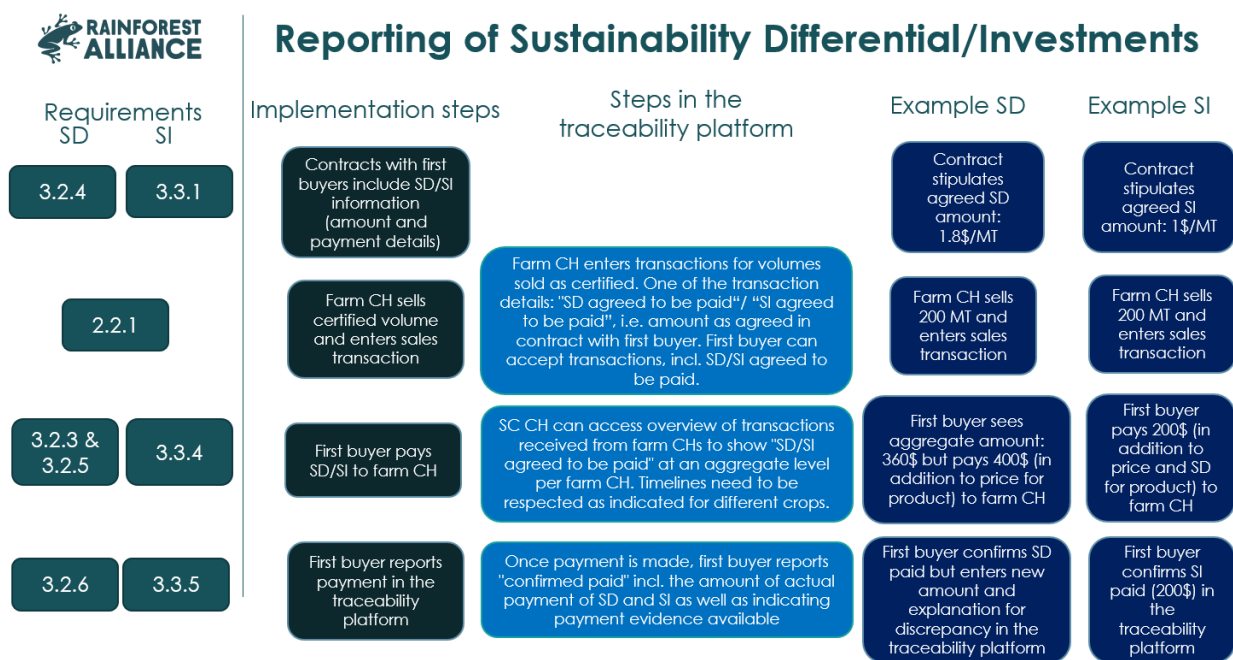 RAINFOREST
ALLIANCE
Reporting of Sustainability Differential/Investments
Requirements
SD SI
Implementation steps
Steps in the
traceability platform
Example SD
Example SI
3.2.4
3.3.1
Contracts with first
buyers include SD/SI
information
(amount and
payment details)
Contract
stipulates
agreed SD
amount:
1.8$/MT
Contract
stipulates
agreed SI
amount: 1$/MT
2.2.1
Farm CH sells
certified volume
and enters sales
transaction
Farm CH enters transactions for volumes
sold as certified. One of the transaction
details: "SD agreed to be paid“/ “SI agreed
to be paid”, i.e. amount as agreed in
contract with first buyer. First buyer can
accept transactions, incl. SD/SI agreed to
be paid.
Farm CH sells
200 MT and
enters sales
transaction
Farm CH sells
200 MT and
enters sales
transaction
3.2.3 &
3.2.5
3.3.4
First buyer pays
SD/SI to farm CH
SC CH can access overview of transactions
received from farm CHs to show "SD/SI
agreed to be paid" at an aggregate level
per farm CH. Timelines need to be
respected as indicated for different crops.
First buyer sees
aggregate amount:
360$ but pays 400$ (in
addition to price for
product) to farm CH
First buyer
pays 200$ (in
addition to
price and SD
for product) to
farm CH
3.2.6
3.3.5
First buyer reports
payment in the
traceability
platform
Once payment is made, first buyer reports
"confirmed paid" incl. the amount of actual
payment of SD and SI as well as indicating
payment evidence available
First buyer confirms SD
paid but enters new
amount and
explanation for
discrepancy in the
traceability platform
First buyer
confirms SI
paid (200$) in
the
traceability
platform